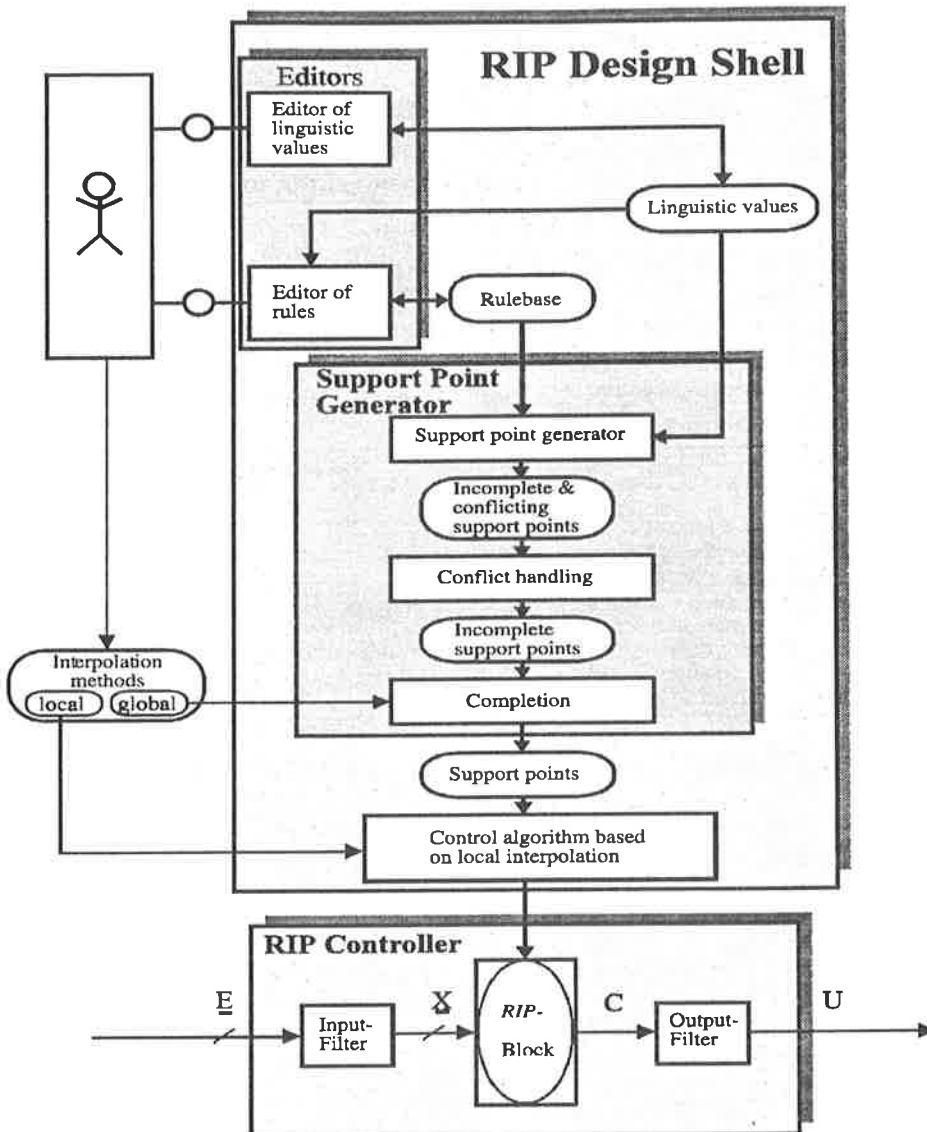 RIP Design Shell
Editors
Editor of
linguistic
values
Linguistic values
Editor of
rules
Rulebase
Support Point
Generator
Support point generator
Incomplete &
conflicting
support points
Conflict handling
Incomplete
support points
Interpolation
methods
local
global
Completion
Support points
Control algorithm based
on local interpolation
RIP Controller
E
X
C
U
Input-
Filter
RIP-
Block
Output-
Filter